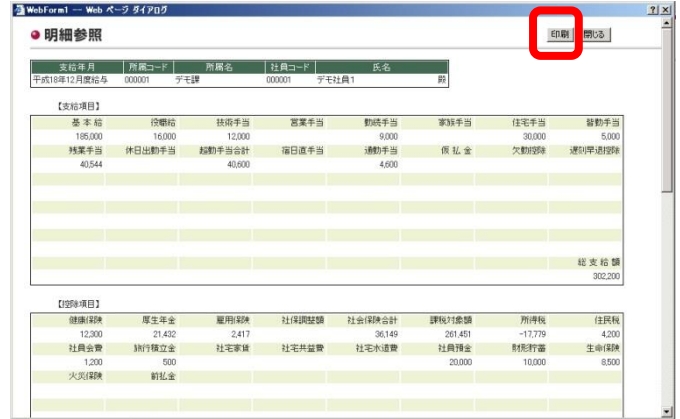 WebForm1 -- Web ページ ダイアログ
明細参照
印刷 閉じる
支給年月 所属コード 所属名 社員コード 氏名
平成18年12月度給与 000001 デモ課 000001 デモ社員1 殿
【支給項目】
基本給 役職給 技術手当 営業手当 勤続手当 家族手当 住宅手当 皆勤手当
185,000 16,000 12,000 9,000 30,000 5,000
残業手当 休日出勤手当 超勤手当合計 宿日直手当 通勤手当 仮払金 欠勤控除 遅刻早退控除
40,544 40,600 4,600
総支給額
302,200
【控除項目】
健康保険 厚生年金 雇用保険 社保調整額 社会保険合計 課税対象額 所得税 住民税
12,300 21,432 2,417 36,149 261,451 -17,779 4,200
社員会費 旅行積立金 社宅家賃 社宅共益費 社宅水道費 社員預金 財形貯蓄 生命保険
1,200 500 20,000 10,000 8,500
火災保険 前払金